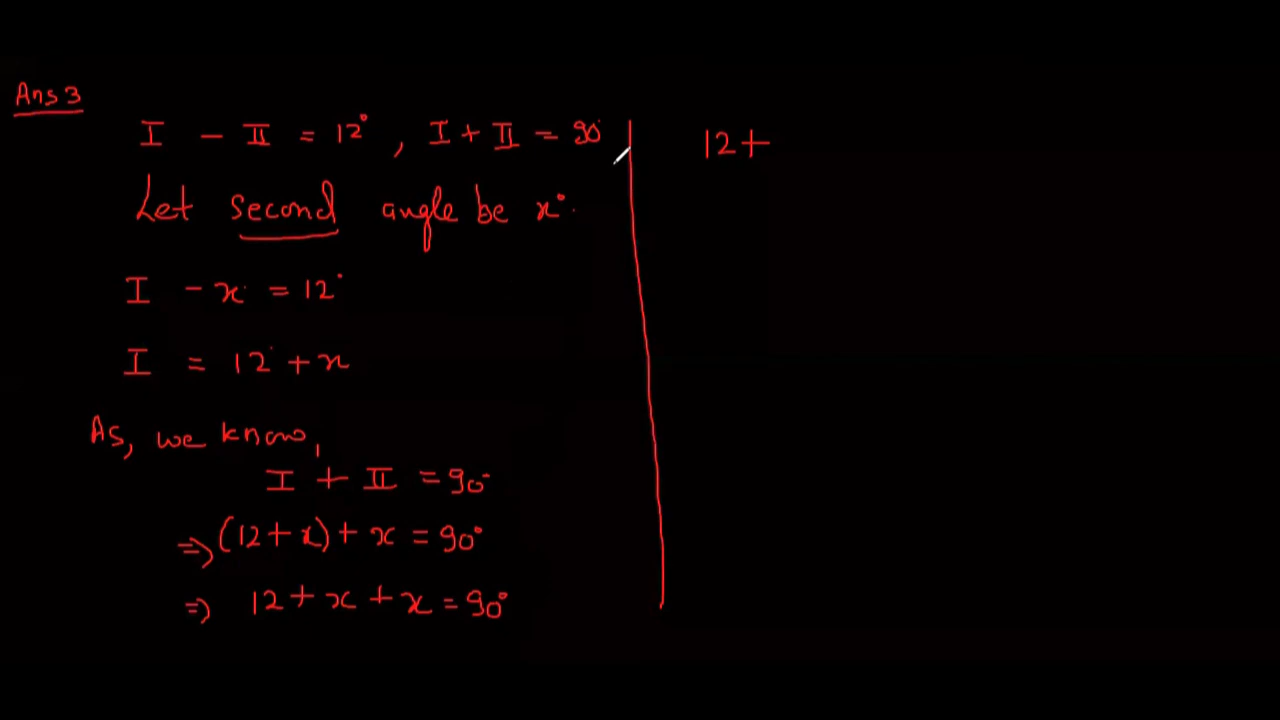 Ans 3
I - II = 12°, I + II = 90°
Let second angle be x°.
I - x = 12°
I = 12° + x
As, we know,
I + II = 90°
⇒ (12 + x) + x = 90°
⇒ 12 + x + x = 90°
12 +